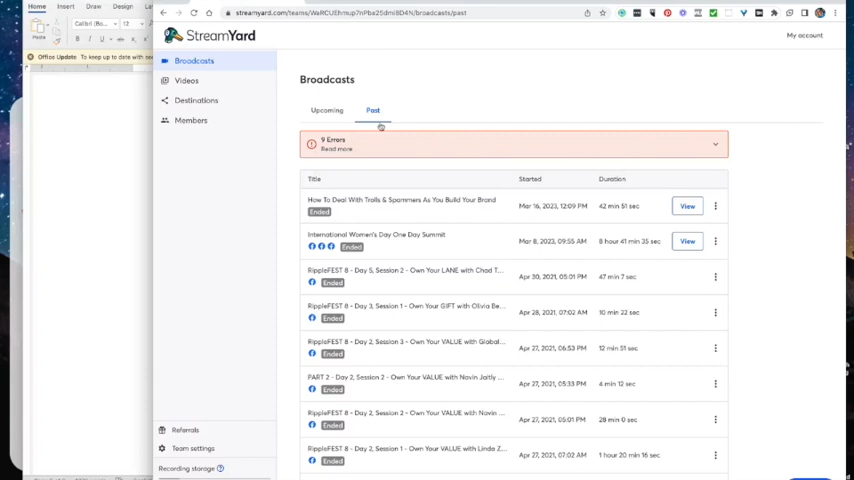 Home Insert Draw Design
Calibri (Bo... 12
Paste
B I U
Office Update To keep up to date with se
streamyard.com/teams/WeRCUEhmup7nPba25dmi8D4N/broadcasts/past
StreamYard
My account
Broadcasts
Videos
Destinations
Members
Referrals
Team settings
Recording storage
Broadcasts
Upcoming Past
9 Errors
Read more
Title Started Duration
How To Deal With Trolls & Spammers As You Build Your Brand
Ended
Mar 16, 2023, 12:09 PM 42 min 51 sec View
International Women's Day One Day Summit
Ended
Mar 8, 2023, 09:55 AM 8 hour 41 min 35 sec View
RippleFEST 8 - Day 5, Session 2 - Own Your LANE with Chad T...
Ended
Apr 30, 2021, 05:01 PM 47 min 7 sec
RippleFEST 8 - Day 3, Session 1 - Own Your GIFT with Olivia Be...
Ended
Apr 28, 2021, 07:02 AM 10 min 22 sec
RippleFEST 8 - Day 2, Session 3 - Own Your VALUE with Global...
Ended
Apr 27, 2021, 06:53 PM 12 min 51 sec
PART 2 - Day 2, Session 2 - Own Your VALUE with Navin Jaitly ...
Ended
Apr 27, 2021, 05:33 PM 4 min 12 sec
RippleFEST 8 - Day 2, Session 2 - Own Your VALUE with Navin ...
Ended
Apr 27, 2021, 05:01 PM 28 min 0 sec
RippleFEST 8 - Day 2, Session 1 - Own Your VALUE with Linda Z...
Ended
Apr 27, 2021, 07:02 AM 1 hour 20 min 16 sec